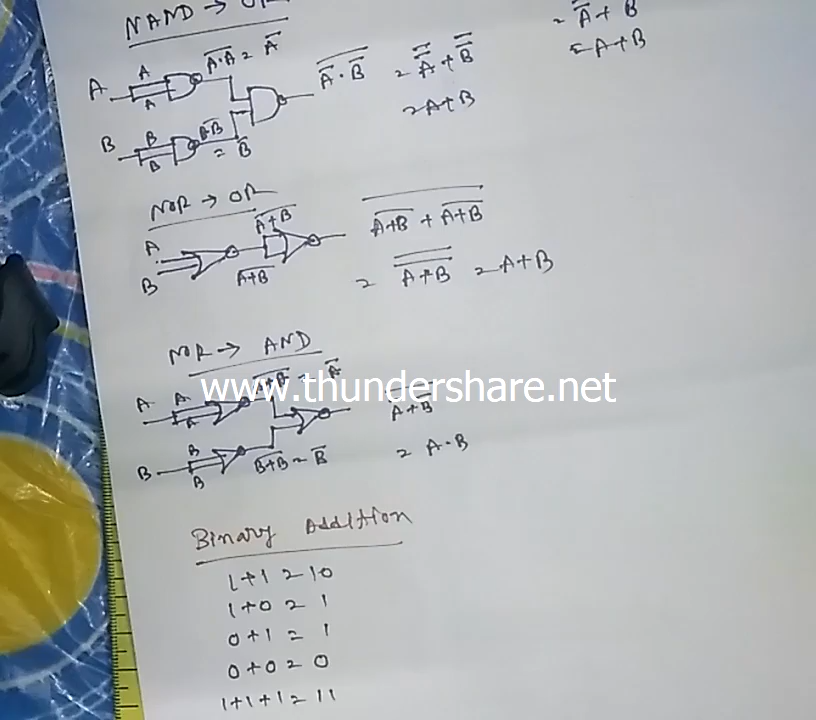 NAND → OR
= A̅ + B
= A+B
A̅·̅A̅ = A̅
A A A
A̅·B̅ (overlined) = A̿ + B̿
= A+B
B B B
= B̅
NOR → OR
A
B
A̅+̅B̅
A̅+̅B̅
A̅+̅B̅ + A̅+̅B̅
= A+B = A+B
NOR → AND
www.thundershare.net
= A̅
A A A
A̅+B̅
= A·B
B B B
B̅+̅B̅ = B̅
Binary Addition
1+1 = 10
1+0 = 1
0+1 = 1
0+0 = 0
1+1+1 = 11